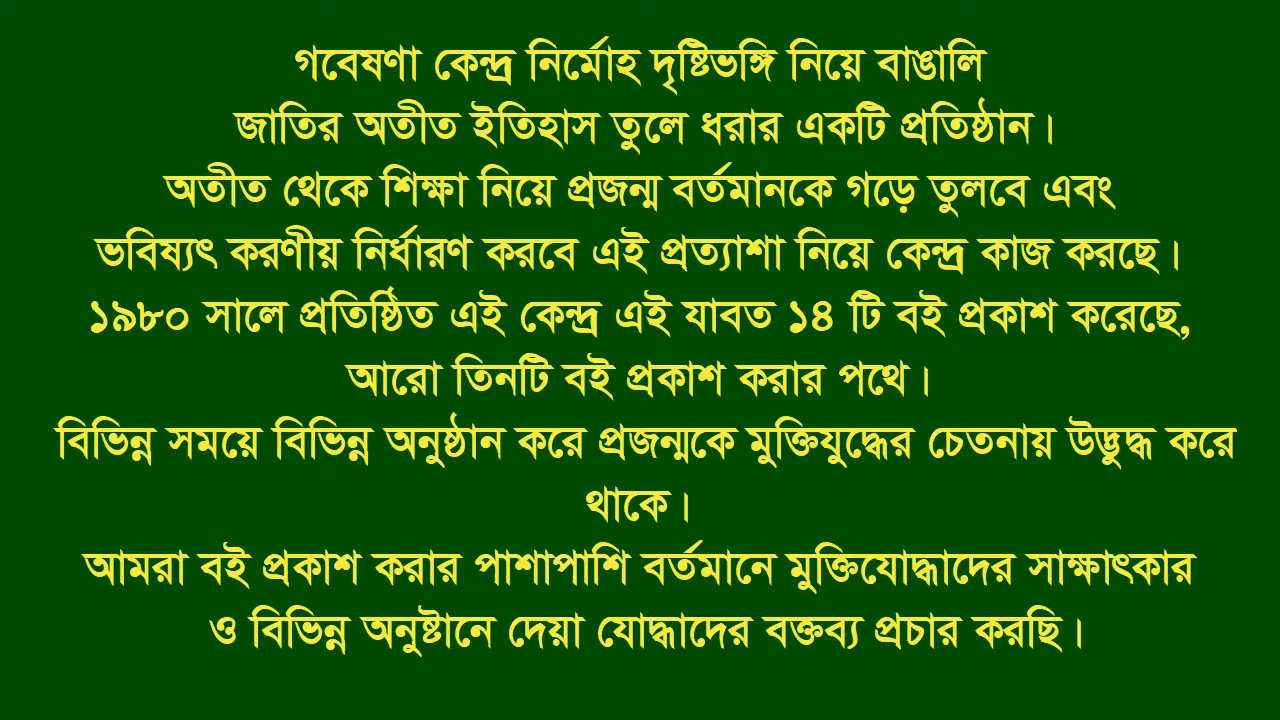 গবেষণা কেন্দ্র নির্মোহ দৃষ্টিভঙ্গি নিয়ে বাঙালি
জাতির অতীত ইতিহাস তুলে ধরার একটি প্রতিষ্ঠান।
অতীত থেকে শিক্ষা নিয়ে প্রজন্ম বর্তমানকে গড়ে তুলবে এবং
ভবিষ্যৎ করণীয় নির্ধারণ করবে এই প্রত্যাশা নিয়ে কেন্দ্র কাজ করছে।
১৯৮০ সালে প্রতিষ্ঠিত এই কেন্দ্র এই যাবত ১৪ টি বই প্রকাশ করেছে,
আরো তিনটি বই প্রকাশ করার পথে।
বিভিন্ন সময়ে বিভিন্ন অনুষ্ঠান করে প্রজন্মকে মুক্তিযুদ্ধের চেতনায় উদ্ভুদ্ধ করে
থাকে।
আমরা বই প্রকাশ করার পাশাপাশি বর্তমানে মুক্তিযোদ্ধাদের সাক্ষাৎকার
ও বিভিন্ন অনুষ্টানে দেয়া যোদ্ধাদের বক্তব্য প্রচার করছি।